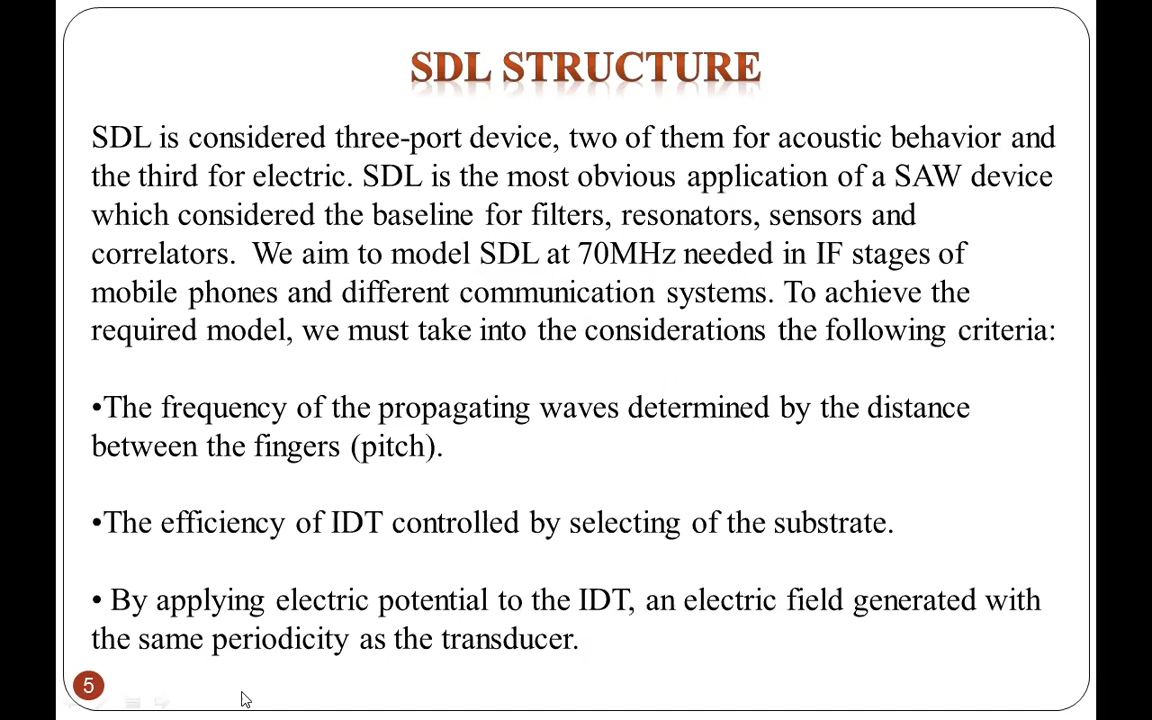 SDL STRUCTURE
SDL is considered three-port device, two of them for acoustic behavior and
the third for electric. SDL is the most obvious application of a SAW device
which considered the baseline for filters, resonators, sensors and
correlators.  We aim to model SDL at 70MHz needed in IF stages of
mobile phones and different communication systems. To achieve the
required model, we must take into the considerations the following criteria:
•The frequency of the propagating waves determined by the distance
between the fingers (pitch).
•The efficiency of IDT controlled by selecting of the substrate.
• By applying electric potential to the IDT, an electric field generated with
the same periodicity as the transducer.
5